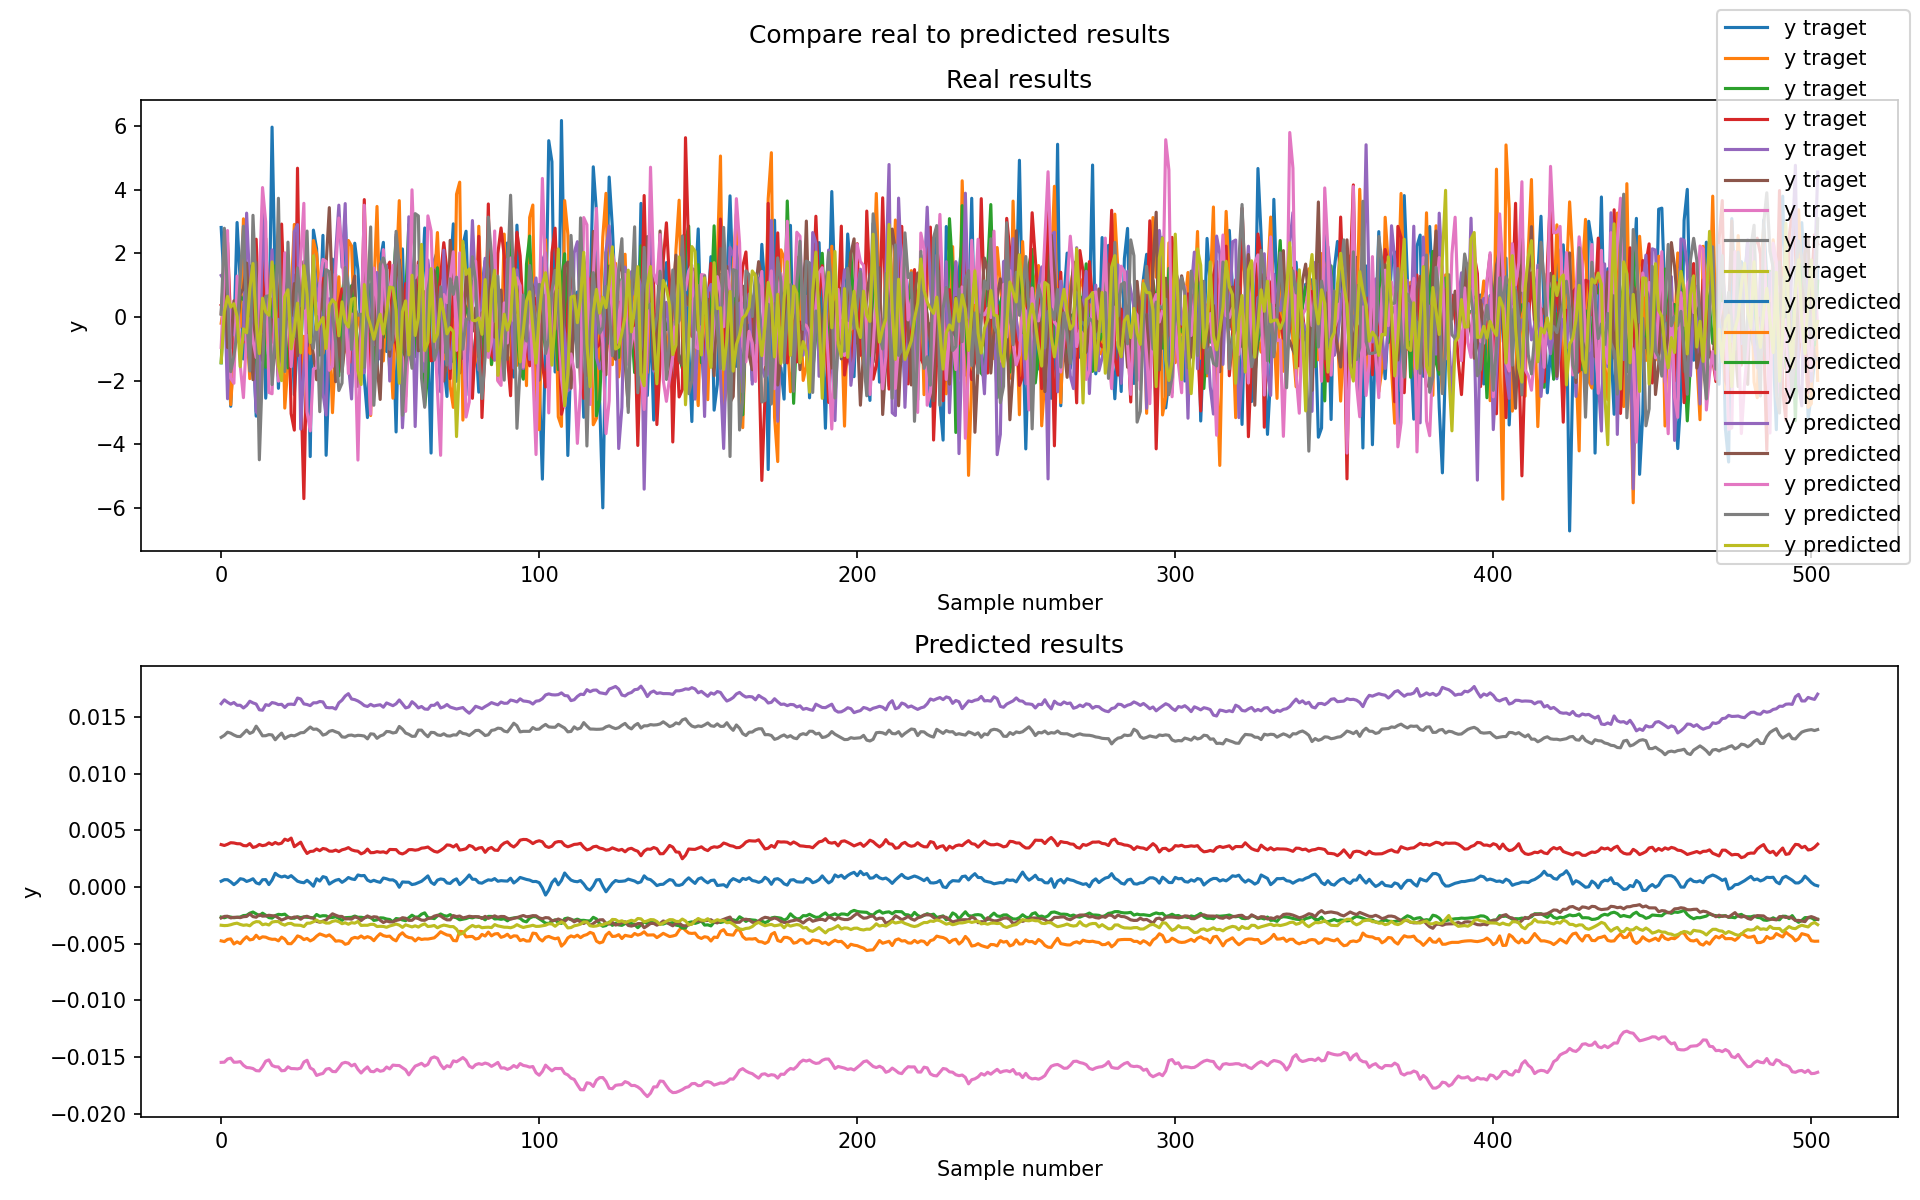 Compare real to predicted results
Real results
y traget
y traget
y traget
y traget
y traget
y traget
y traget
y traget
y traget
y predicted
y predicted
y predicted
y predicted
y predicted
y predicted
y predicted
y predicted
y predicted
6
4
2
0
−2
−4
−6
y
0
100
200
300
400
500
Sample number
Predicted results
0.015
0.010
0.005
0.000
−0.005
−0.010
−0.015
−0.020
y
0
100
200
300
400
500
Sample number